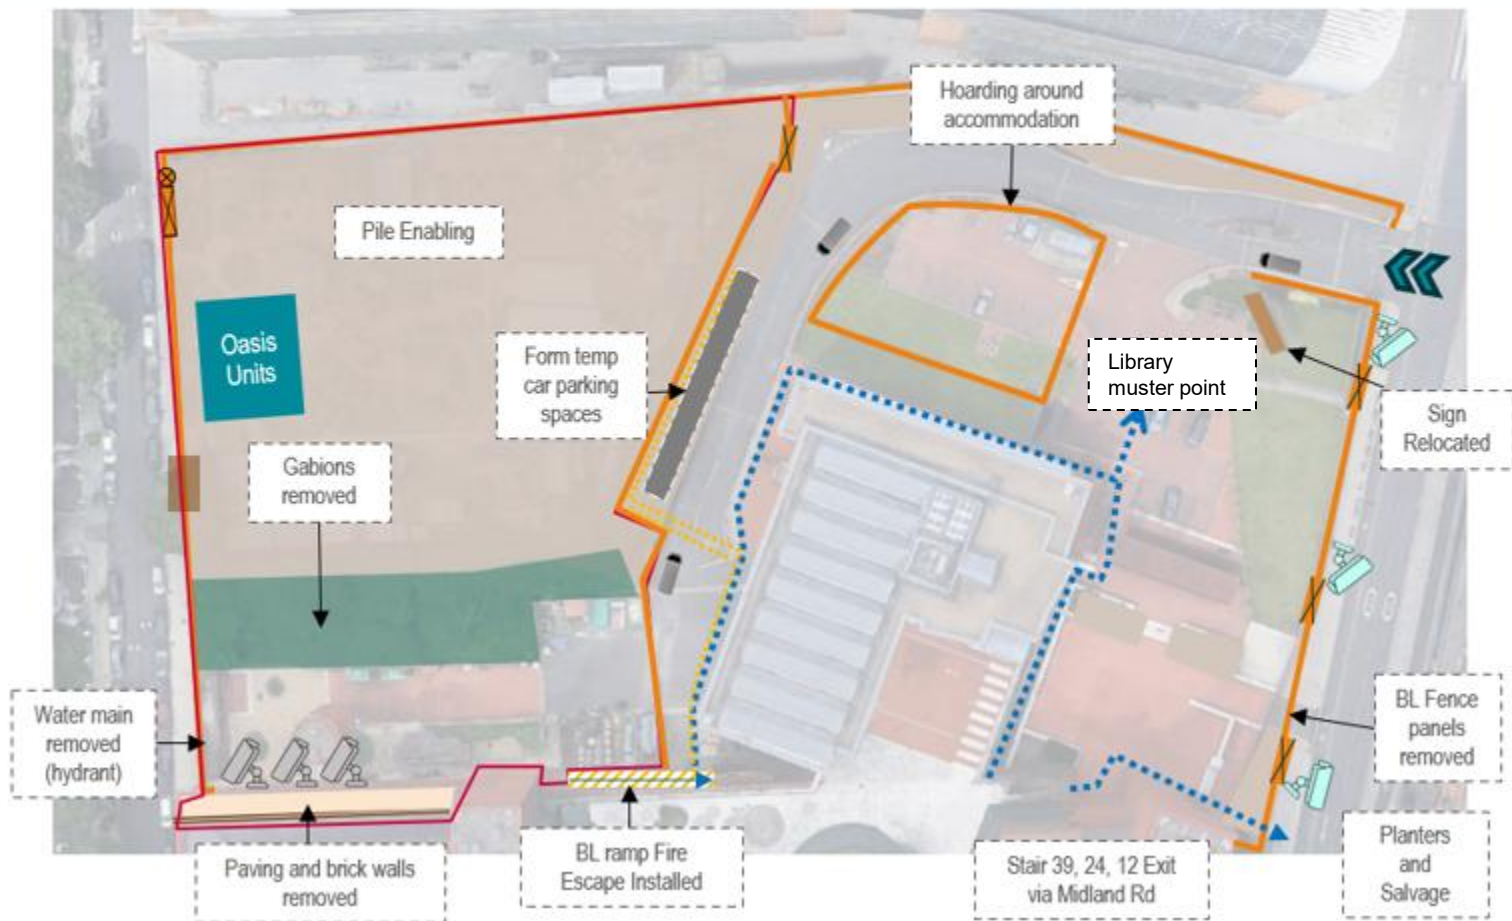 Hoarding around
accommodation
Pile Enabling
Oasis
Units
Form temp
car parking
spaces
Library
muster point
Sign
Relocated
Gabions
removed
Water main
removed
(hydrant)
BL Fence
panels
removed
Paving and brick walls
removed
BL ramp Fire
Escape Installed
Stair 39, 24, 12 Exit
via Midland Rd
Planters
and
Salvage